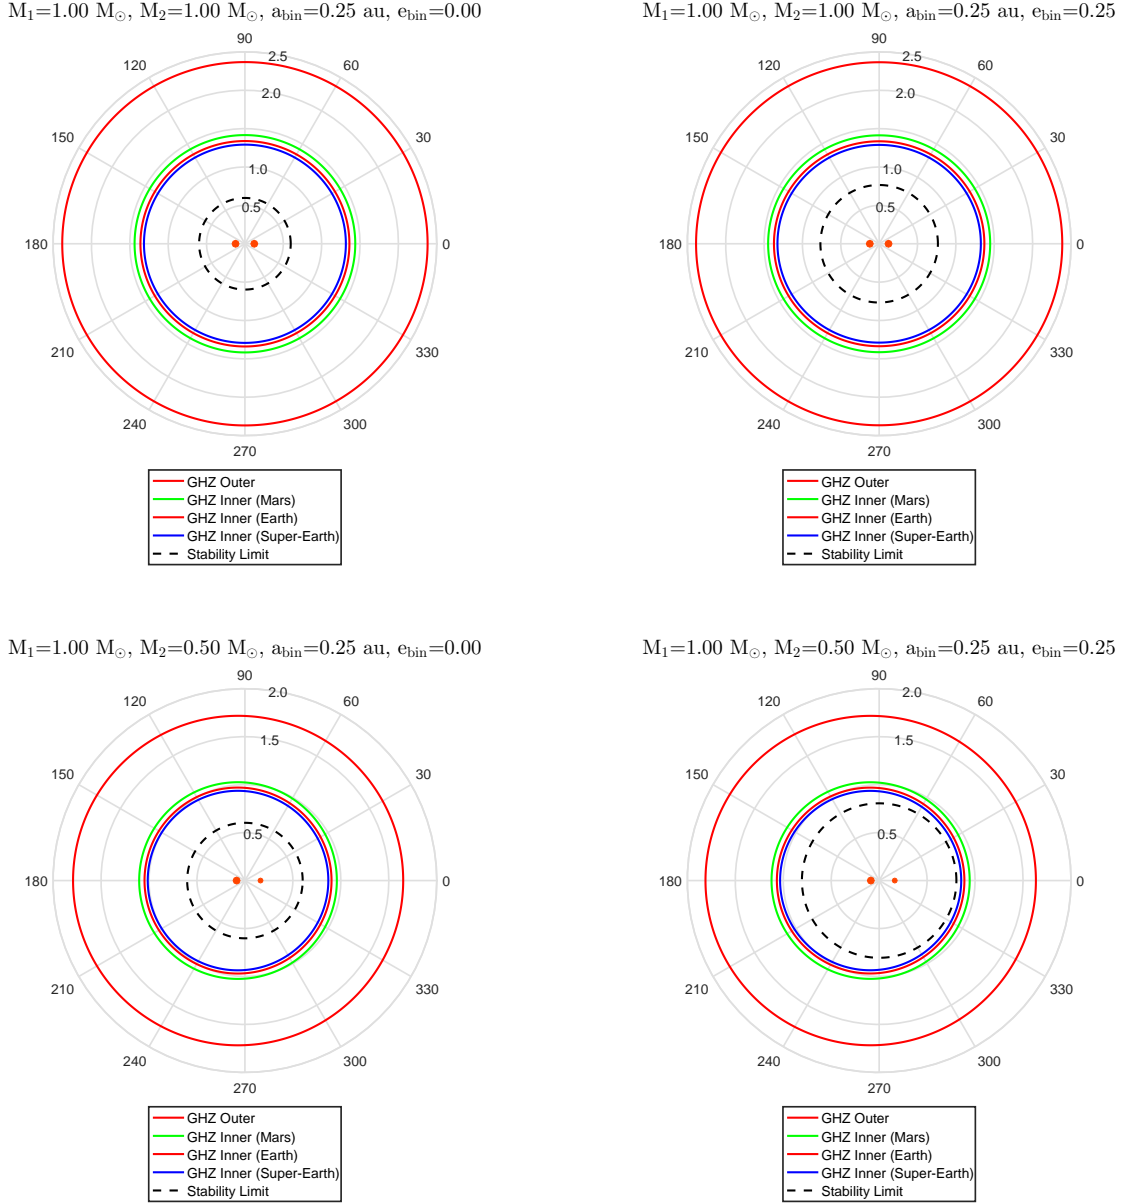 M₁=1.00 M☉, M₂=1.00 M☉, a_bin=0.25 au, e_bin=0.00
90
120 2.5 60
2.0
150 30
1.0
0.5
180 0
210 330
240 300
270
GHZ Outer
GHZ Inner (Mars)
GHZ Inner (Earth)
GHZ Inner (Super-Earth)
Stability Limit
M₁=1.00 M☉, M₂=1.00 M☉, a_bin=0.25 au, e_bin=0.25
90
120 2.5 60
2.0
150 30
1.0
0.5
180 0
210 330
240 300
270
GHZ Outer
GHZ Inner (Mars)
GHZ Inner (Earth)
GHZ Inner (Super-Earth)
Stability Limit
M₁=1.00 M☉, M₂=0.50 M☉, a_bin=0.25 au, e_bin=0.00
90
2.0
120 60
1.5
150 30
0.5
180 0
210 330
240 300
270
GHZ Outer
GHZ Inner (Mars)
GHZ Inner (Earth)
GHZ Inner (Super-Earth)
Stability Limit
M₁=1.00 M☉, M₂=0.50 M☉, a_bin=0.25 au, e_bin=0.25
90
2.0
120 60
1.5
150 30
0.5
180 0
210 330
240 300
270
GHZ Outer
GHZ Inner (Mars)
GHZ Inner (Earth)
GHZ Inner (Super-Earth)
Stability Limit